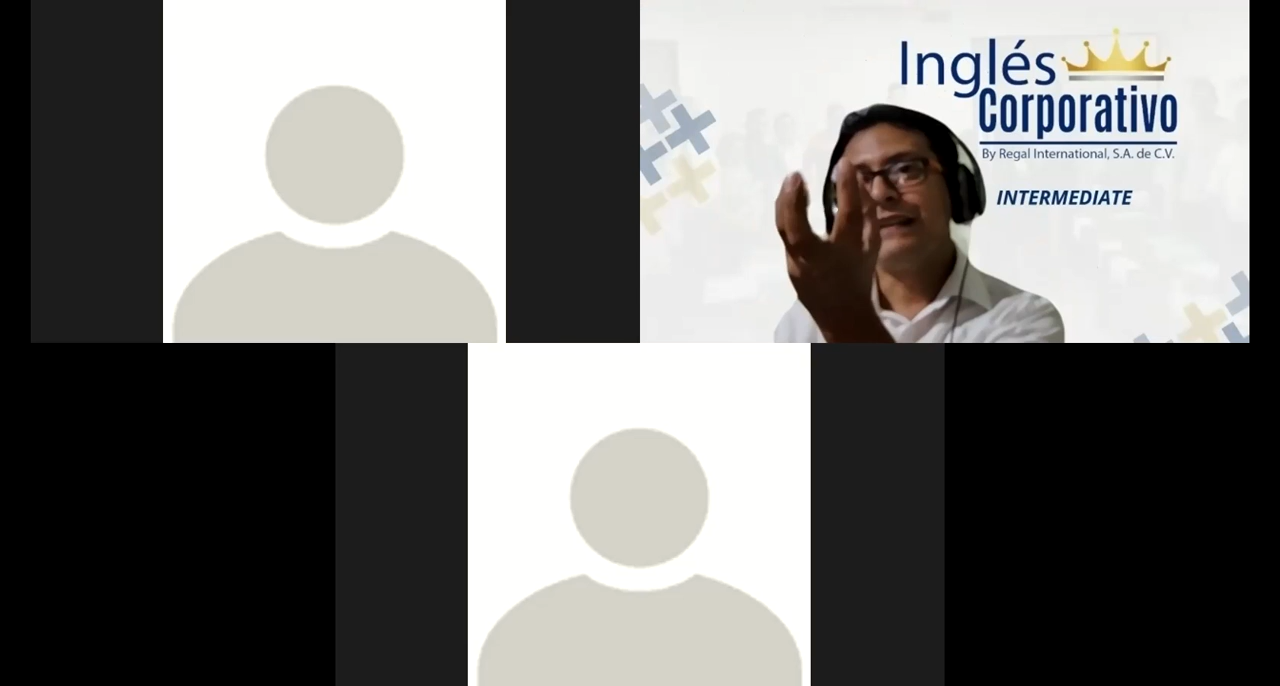 Inglés
Corporativo
By Regal International, S.A. de C.V.
INTERMEDIATE